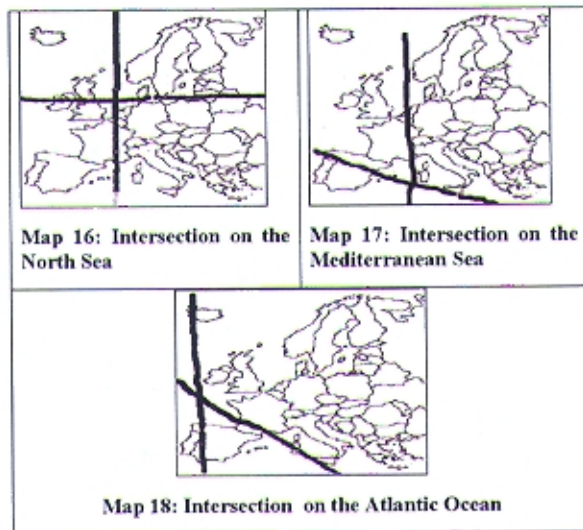 Map 16: Intersection on the
North Sea
Map 17: Intersection on the
Mediterranean Sea
Map 18: Intersection on the Atlantic Ocean